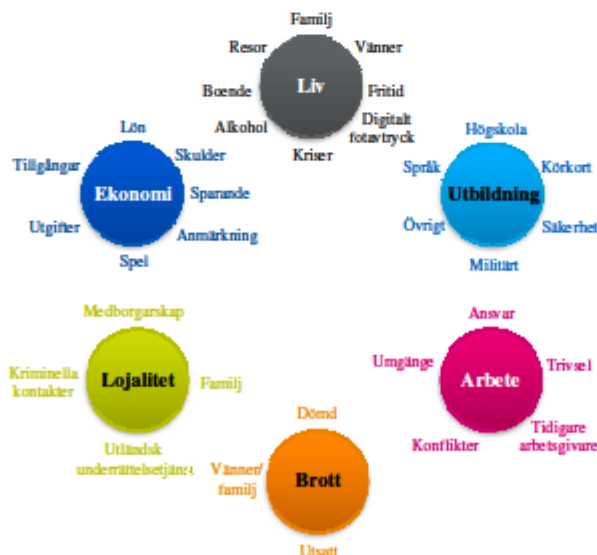 Familj
Resor
Vänner
Liv
Boende
Fritid
Alkohol
Digitalt
fotavtryck
Kriser
Lön
Tillgångar
Skulder
Ekonomi
Sparande
Utgifter
Anmärkning
Spel
Högskola
Språk
Körkort
Utbildning
Övrigt
Säkerhet
Militärt
Medborgarskap
Kriminella
kontakter
Lojalitet
Familj
Utländsk
underrättelsetjänst
Ansvar
Umgänge
Trivsel
Arbete
Konflikter
Tidigare
arbetsgivare
Dömd
Vänner/
familj
Brott
Utsatt